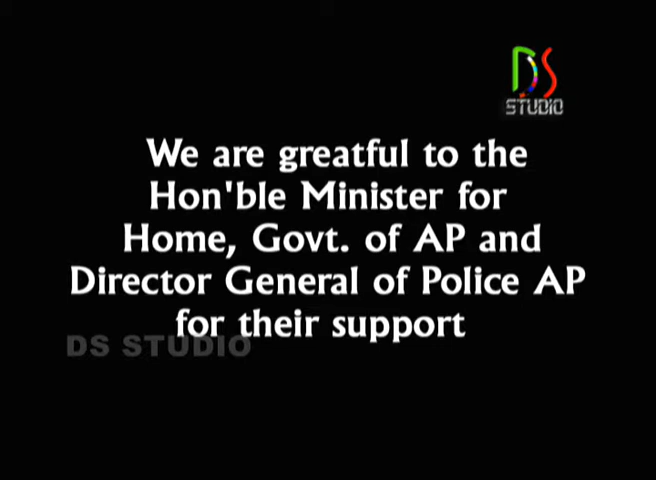 DS
STUDIO
We are greatful to the
Hon'ble Minister for
Home, Govt. of AP and
Director General of Police AP
for their support
DS STUDIO